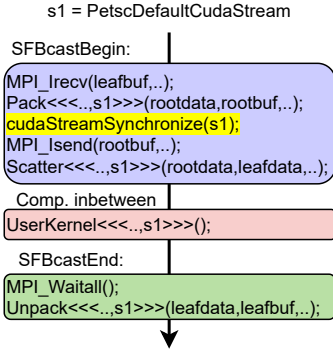 s1 = PetscDefaultCudaStream
SFBcastBegin:
MPI_Irecv(leafbuf,..);
Pack<<<..,s1>>>(rootdata,rootbuf,..);
cudaStreamSynchronize(s1);
MPI_Isend(rootbuf,..);
Scatter<<<..,s1>>>(rootdata,leafdata,..);
Comp. inbetween
UserKernel<<<..,s1>>>();
SFBcastEnd:
MPI_Waitall();
Unpack<<<..,s1>>>(leafdata,leafbuf,..);